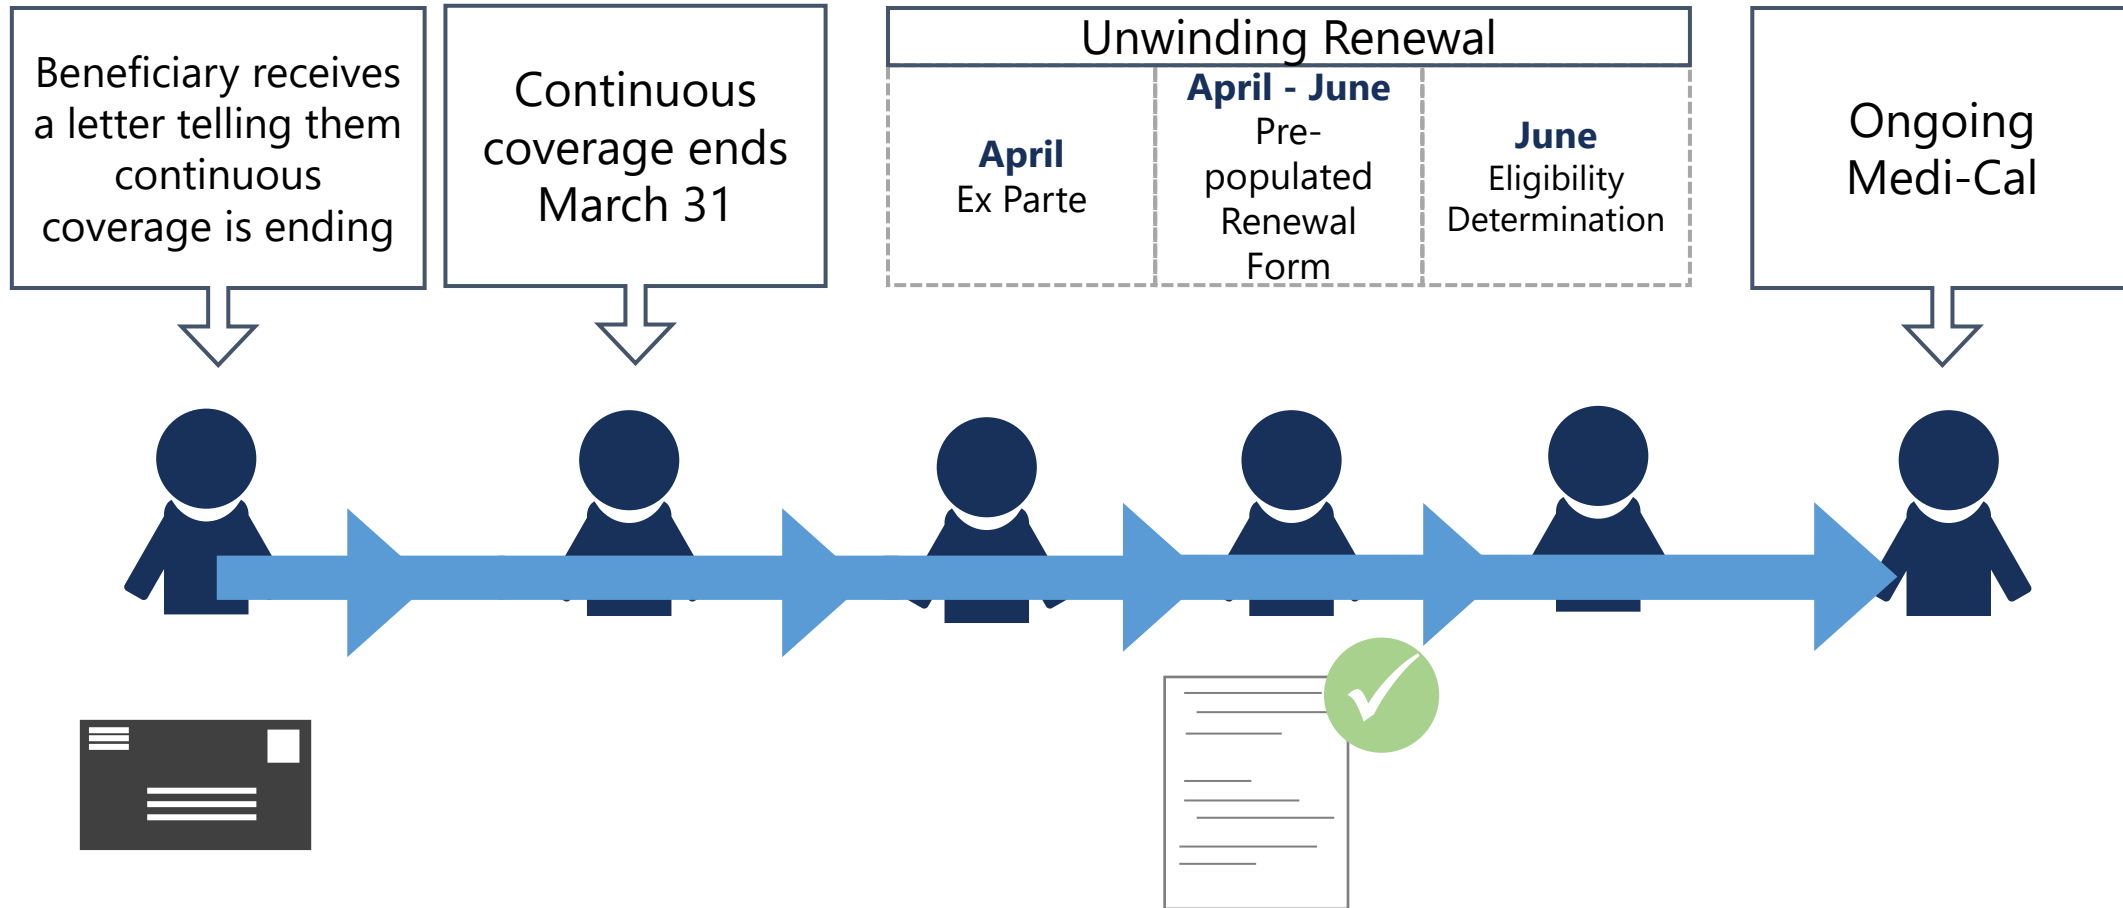 Beneficiary receives
a letter telling them
continuous
coverage is ending
Continuous
coverage ends
March 31
Unwinding Renewal
April
Ex Parte
April - June
Pre-
populated
Renewal
Form
June
Eligibility
Determination
Ongoing
Medi-Cal